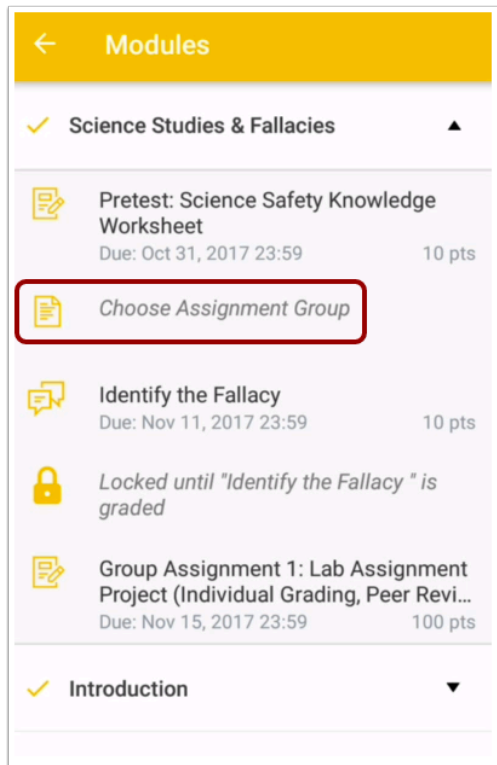 Modules
Science Studies & Fallacies
Pretest: Science Safety Knowledge
Worksheet
Due: Oct 31, 2017 23:59 10 pts
Choose Assignment Group
Identify the Fallacy
Due: Nov 11, 2017 23:59 10 pts
Locked until "Identify the Fallacy " is
graded
Group Assignment 1: Lab Assignment
Project (Individual Grading, Peer Revi...
Due: Nov 15, 2017 23:59 100 pts
Introduction